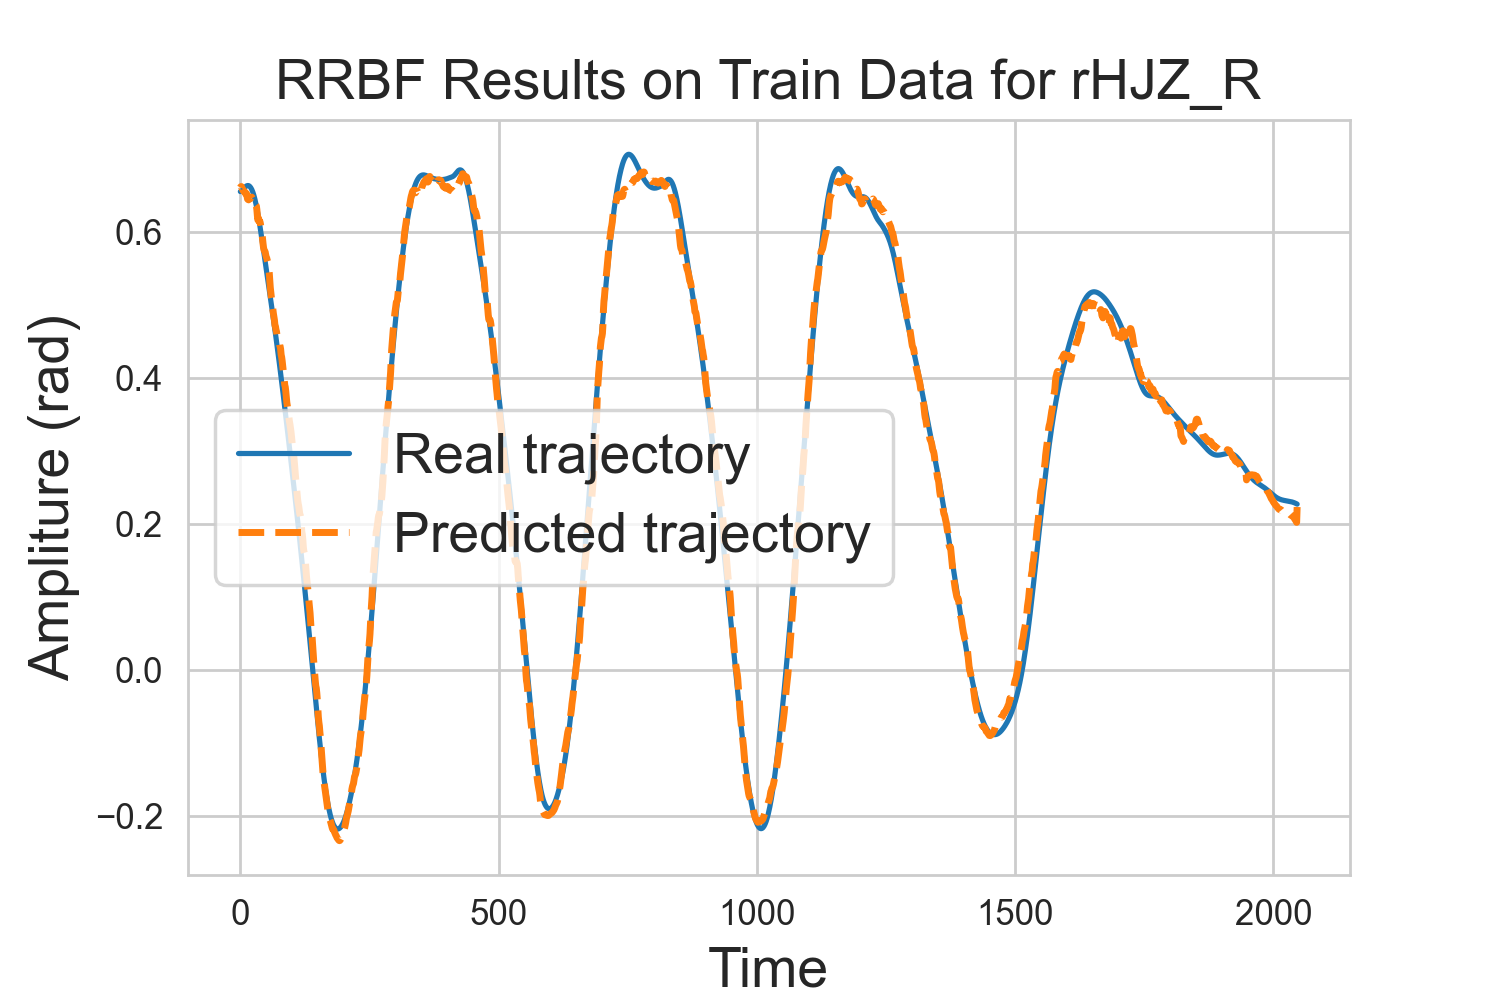 RRBF Results on Train Data for rHJZ_R
Ampliture (rad)
0.6
0.4
0.2
0.0
−0.2
Real trajectory
Predicted trajectory
0
500
1000
1500
2000
Time